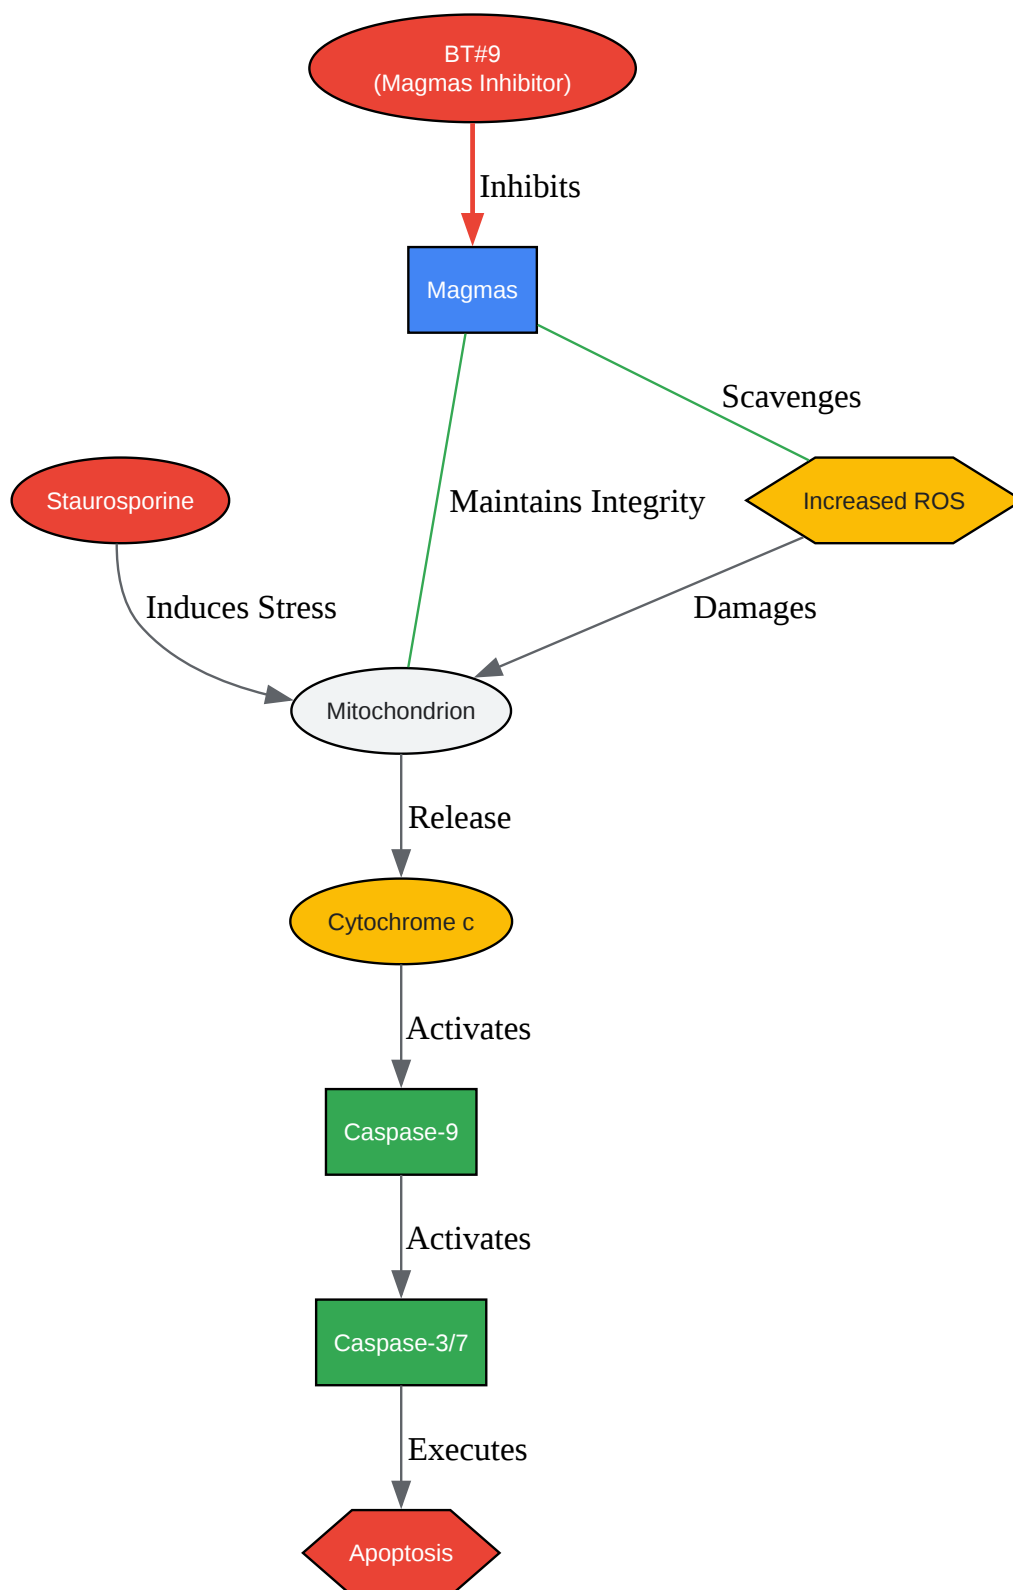 BT#9
(Magmas Inhibitor)
Inhibits
Magmas
Scavenges
Staurosporine
Maintains Integrity
Increased ROS
Induces Stress
Damages
Mitochondrion
Release
Cytochrome c
Activates
Caspase-9
Activates
Caspase-3/7
Executes
Apoptosis